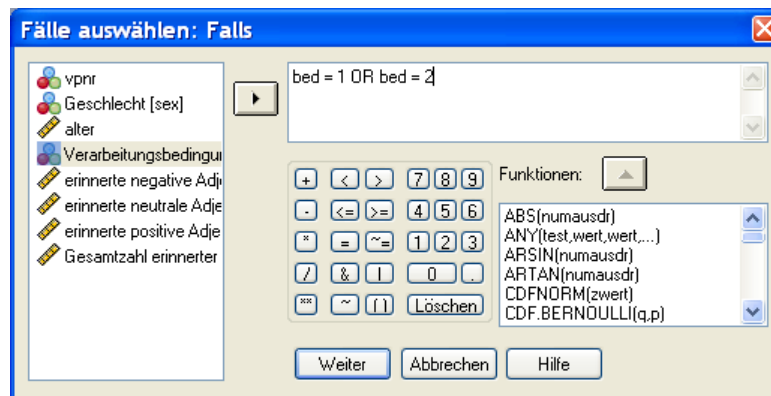 Fälle auswählen: Falls
vpnr
Geschlecht [sex]
alter
Verarbeitungsbedingu
erinnerte negative Adj
erinnerte neutrale Adje
erinnerte positive Adje
Gesamtzahl erinnerter
bed = 1 OR bed = 2
+ < > 7 8 9
- <= >= 4 5 6
* = ~= 1 2 3
/ & | 0 .
** ~ () Löschen
Funktionen:
ABS(numausdr)
ANY(test,wert,wert,...)
ARSIN(numausdr)
ARTAN(numausdr)
CDFNORM(zwert)
CDF.BERNOULLI(q,p)
Weiter Abbrechen Hilfe